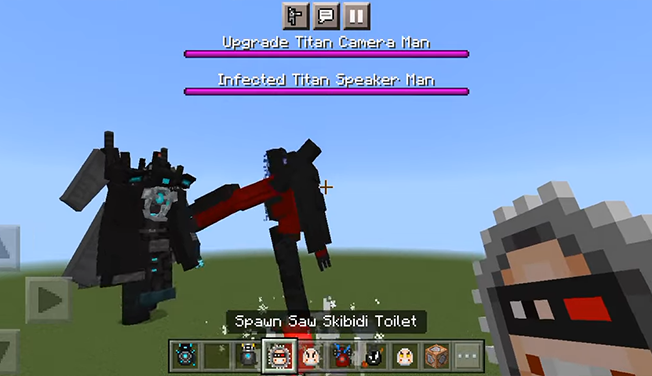 Upgrade Titan Camera Man
Infected Titan Speaker Man
Spawn Saw Skibidi Toilet